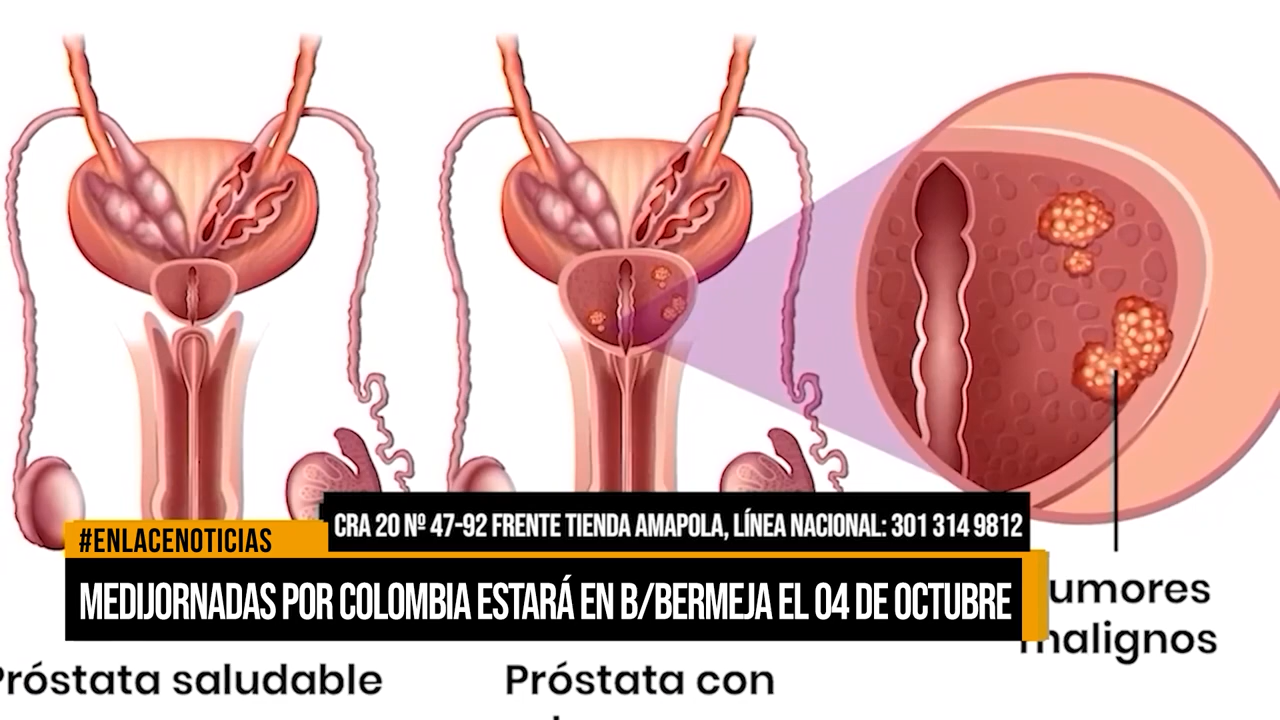 CRA 20 Nº 47-92 FRENTE TIENDA AMAPOLA, LÍNEA NACIONAL: 301 314 9812
#ENLACENOTICIAS
MEDIJORNADAS POR COLOMBIA ESTARÁ EN B/BERMEJA EL 04 DE OCTUBRE
umores
malignos
Próstata saludable
Próstata con